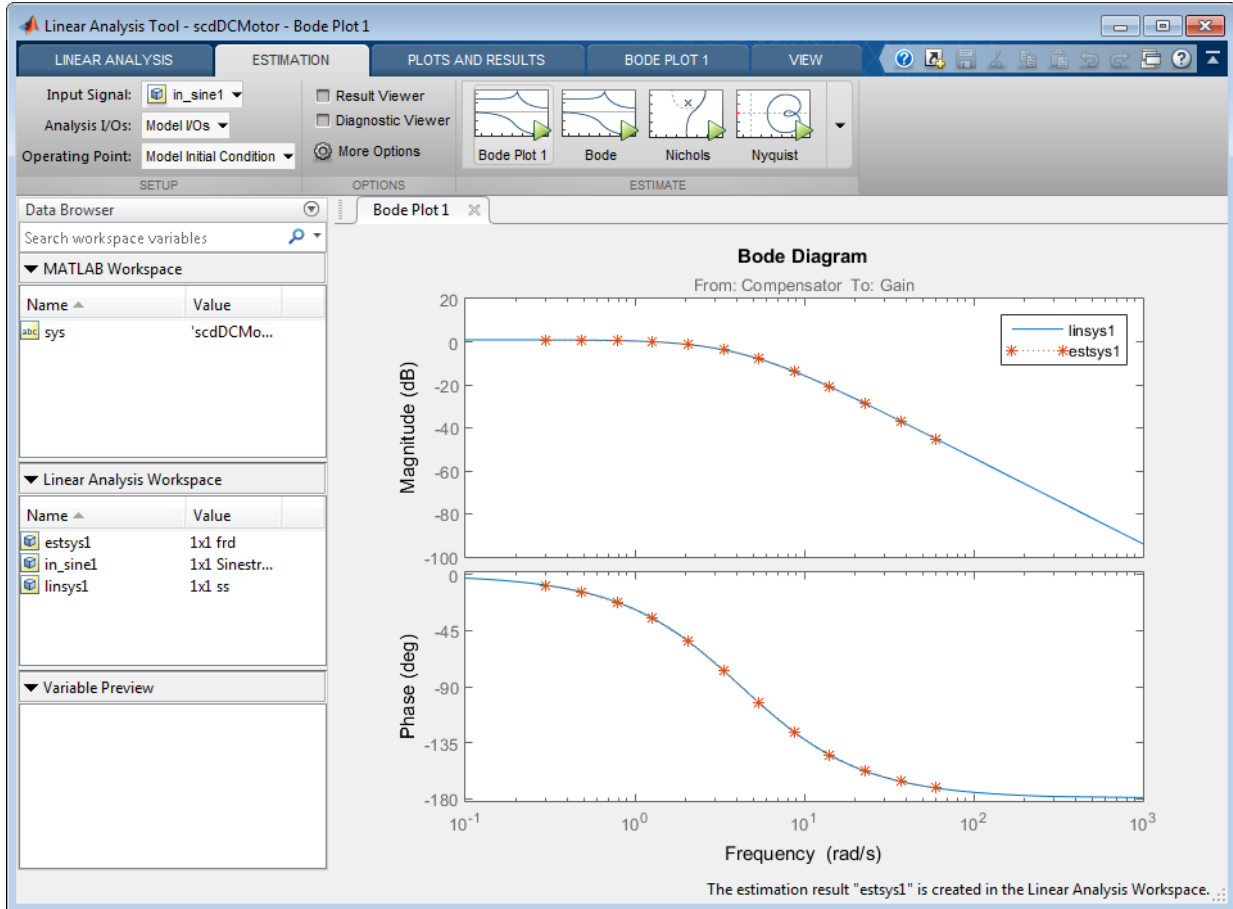 Linear Analysis Tool - scdDCMotor - Bode Plot 1
LINEAR ANALYSIS ESTIMATION PLOTS AND RESULTS BODE PLOT 1 VIEW
Input Signal: in_sine1
Analysis I/Os: Model I/Os
Operating Point: Model Initial Condition
SETUP
Result Viewer
Diagnostic Viewer
More Options
OPTIONS
Bode Plot 1 Bode Nichols Nyquist
ESTIMATE
Data Browser
Search workspace variables
MATLAB Workspace
Name Value
abc sys 'scdDCMo...
Linear Analysis Workspace
Name Value
estsys1 1x1 frd
in_sine1 1x1 Sinestr...
linsys1 1x1 ss
Variable Preview
Bode Plot 1
Bode Diagram
From: Compensator To: Gain
linsys1
estsys1
Magnitude (dB)
20
0
-20
-40
-60
-80
-100
Phase (deg)
0
-45
-90
-135
-180
10^-1 10^0 10^1 10^2 10^3
Frequency (rad/s)
The estimation result "estsys1" is created in the Linear Analysis Workspace.